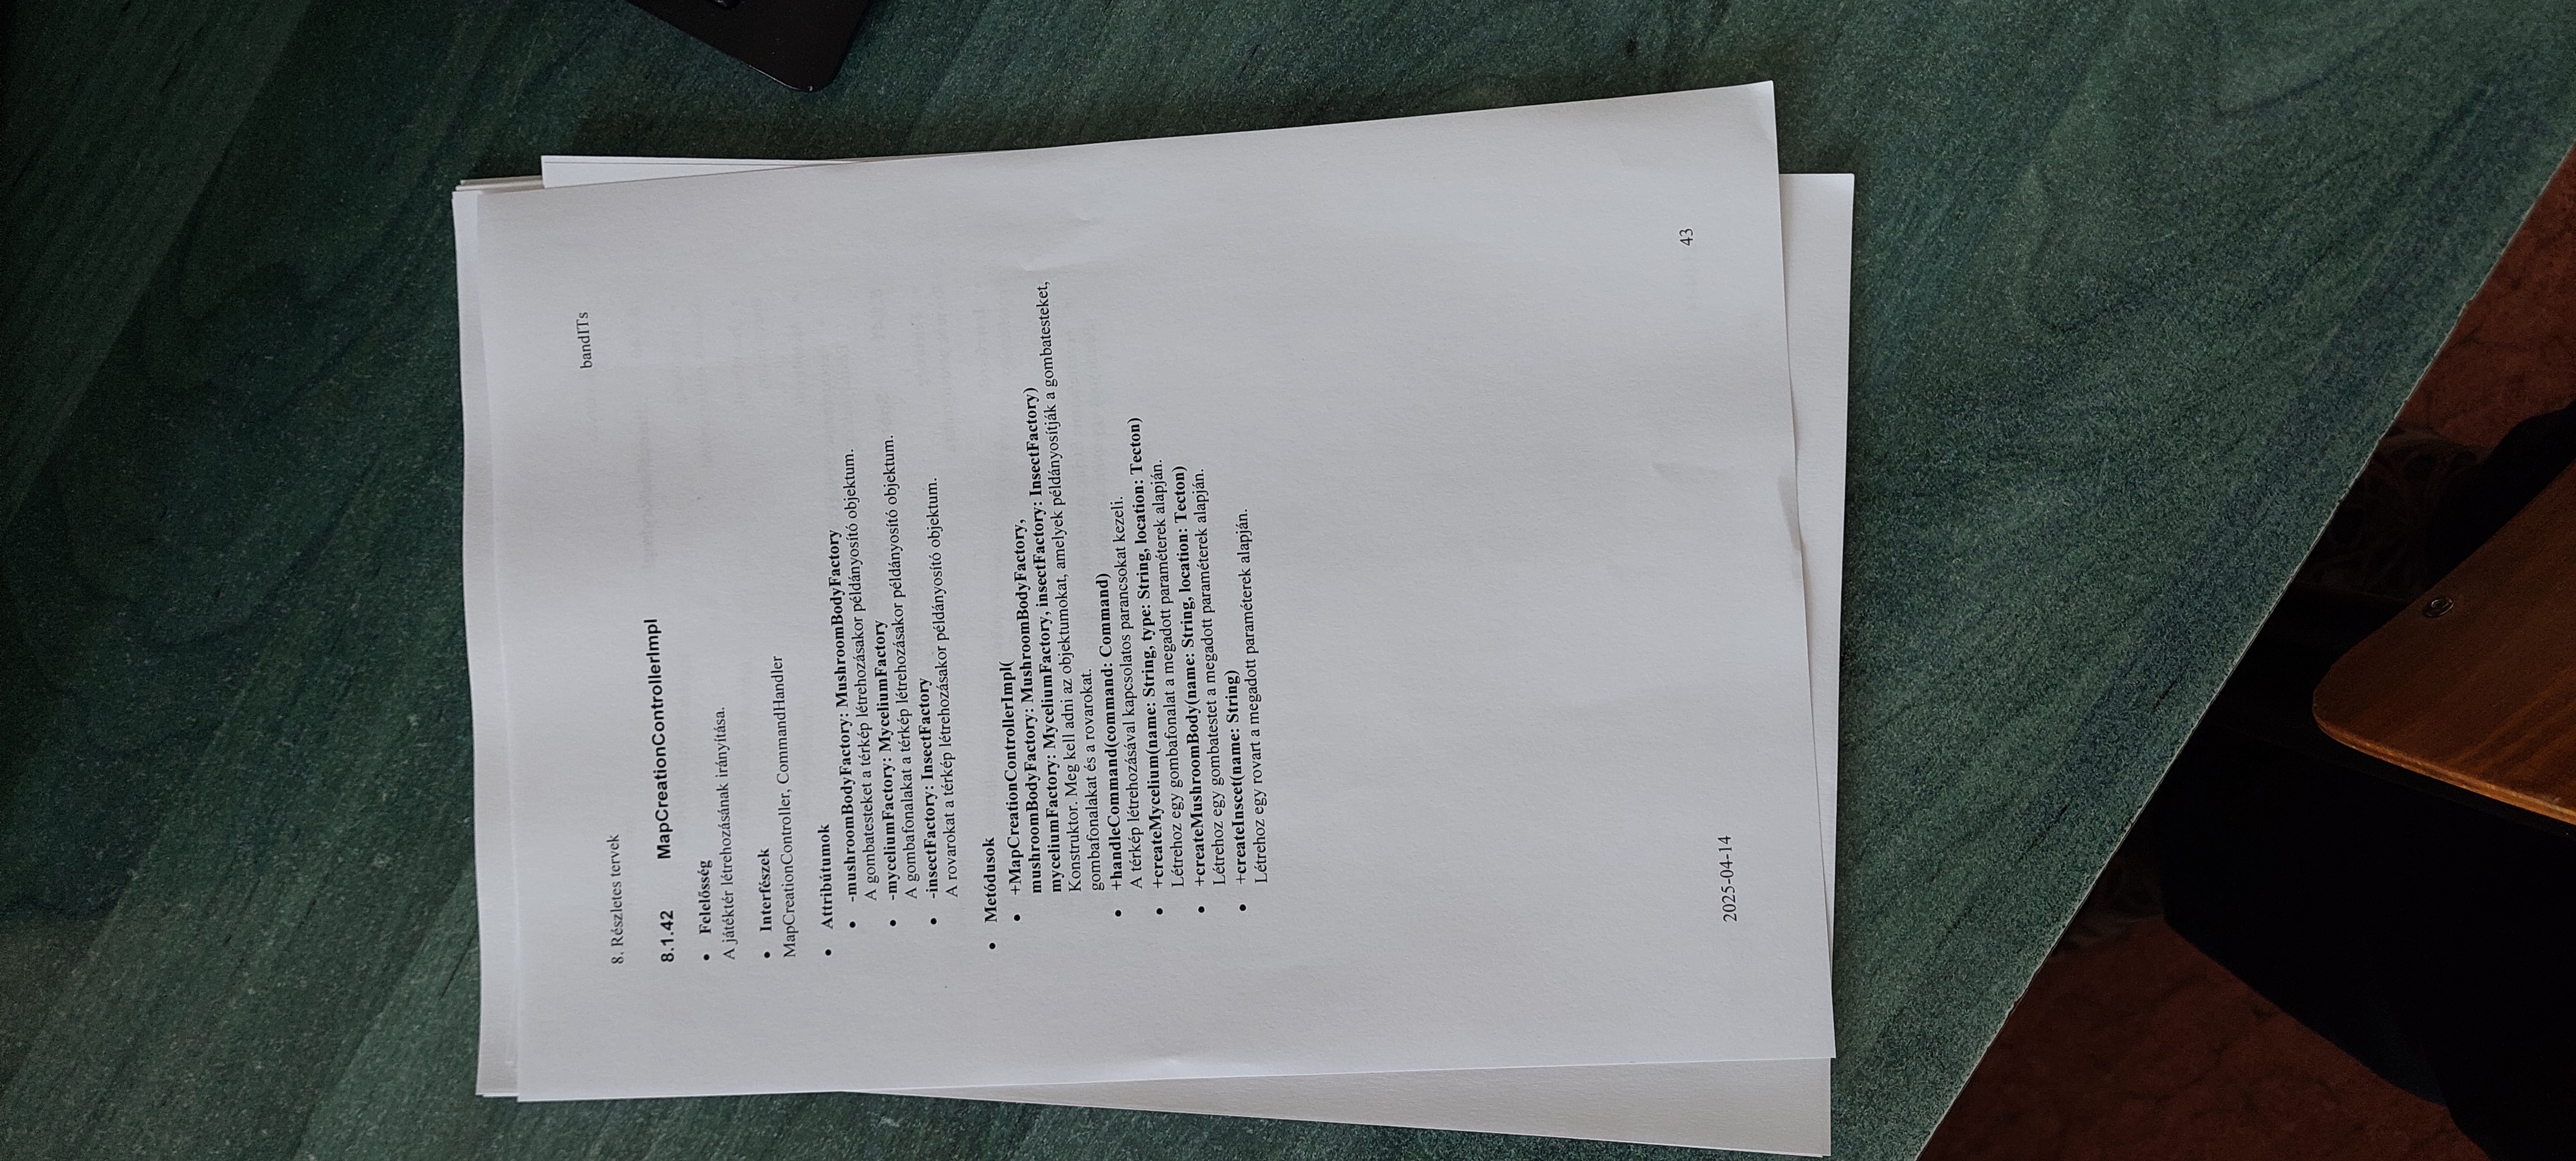 8. Részletes tervek
bandITs
8.1.42 MapCreationControllerImpl
• Felelősség
A játéktér létrehozásának irányítása.
• Interfészek
MapCreationController, CommandHandler
• Attribútumok
• -mushroomBodyFactory: MushroomBodyFactory
A gombatesteket a térkép létrehozásakor példányosító objektum.
• -myceliumFactory: MyceliumFactory
A gombafonalakat a térkép létrehozásakor példányosító objektum.
• -insectFactory: InsectFactory
A rovarokat a térkép létrehozásakor példányosító objektum.
• Metódusok
• +MapCreationControllerImpl(
mushroomBodyFactory: MushroomBodyFactory,
myceliumFactory: MyceliumFactory, insectFactory: InsectFactory)
Konstruktor. Meg kell adni az objektumokat, amelyek példányosítják a gombatesteket,
gombafonalakat és a rovarokat.
• +handleCommand(command: Command)
A térkép létrehozásával kapcsolatos parancsokat kezeli.
• +createMycelium(name: String, type: String, location: Tecton)
Létrehoz egy gombafonalat a megadott paraméterek alapján.
• +createMushroomBody(name: String, location: Tecton)
Létrehoz egy gombatestet a megadott paraméterek alapján.
• +createInscet(name: String)
Létrehoz egy rovart a megadott paraméterek alapján.
43
2025-04-14